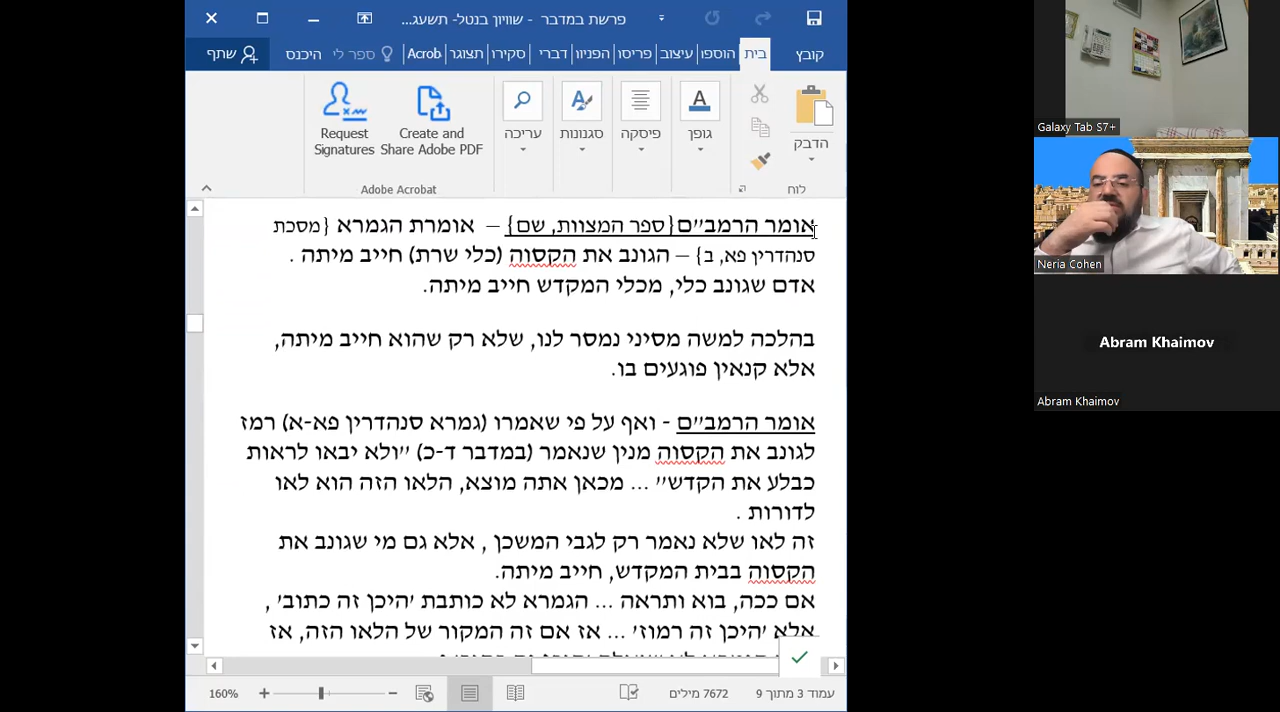 פרשת במדבר - שוויון בנטל- תשעג...
קובץ
בית
הוספו
עיצוב
פריסו
הפניוו
דברי
סקירו
תצוגר
Acrob
ספר לי
היכנס
שתף
הדבק
גופן
פיסקה
סגנונות
עריכה
Create and Share Adobe PDF
Request Signatures
לוח
Adobe Acrobat
אומר הרמב״ם {ספר המצוות, שם} – אומרת הגמרא {מסכת
סנהדרין פא, ב} – הגונב את הקסוה (כלי שרת) חייב מיתה .
אדם שגונב כלי, מכלי המקדש חייב מיתה.
בהלכה למשה מסיני נמסר לנו, שלא רק שהוא חייב מיתה,
אלא קנאין פוגעים בו.
אומר הרמב״ם - ואף על פי שאמרו (גמרא סנהדרין פא-א) רמז
לגונב את הקסוה מנין שנאמר (במדבר ד-כ) ״ולא יבאו לראות
כבלע את הקדש״ ... מכאן אתה מוצא, הלאו הזה הוא לאו
לדורות .
זה לאו שלא נאמר רק לגבי המשכן , אלא גם מי שגונב את
הקסוה בבית המקדש, חייב מיתה.
אם ככה, בוא ותראה ... הגמרא לא כותבת ׳היכן זה כתוב׳ ,
אלא ׳היכן זה רמוז׳ ... אז אם זה המקור של הלאו הזה, אז
עמוד 3 מתוך 9
7672 מילים
160%
Galaxy Tab S7+
Neria Cohen
Abram Khaimov
Abram Khaimov